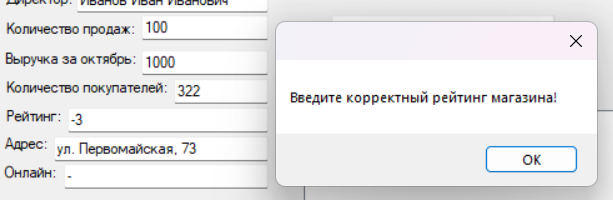 Директор: Иванов Иван Иванович
Количество продаж: 100
Выручка за октябрь: 1000
Количество покупателей: 322
Рейтинг: -3
Адрес: ул. Первомайская, 73
Онлайн: -
Введите корректный рейтинг магазина!
OK